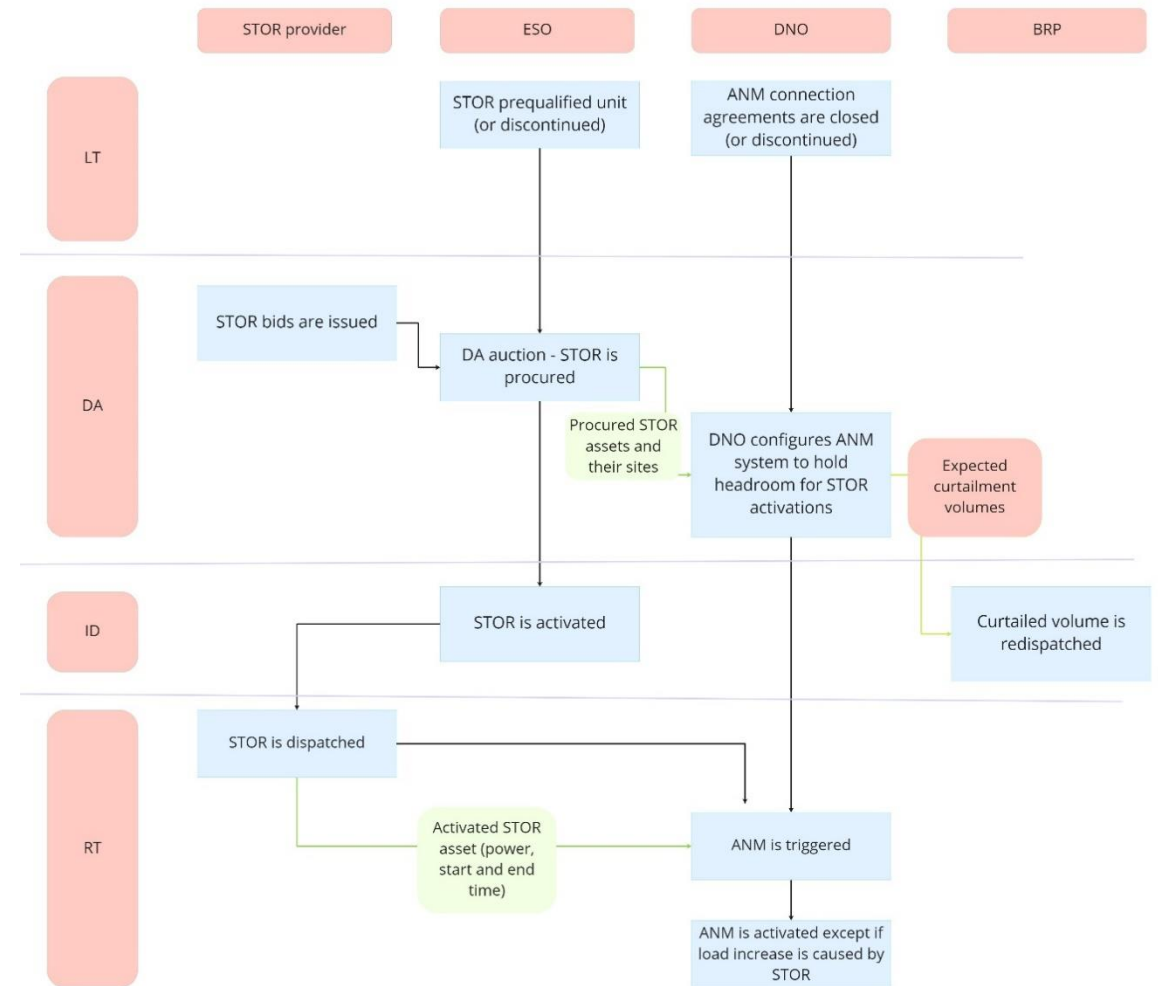 STOR provider
ESO
DNO
BRP
LT
STOR prequalified unit
(or discontinued)
ANM connection
agreements are closed
(or discontinued)
DA
STOR bids are issued
DA auction - STOR is
procured
Procured STOR
assets and
their sites
DNO configures ANM
system to hold
headroom for STOR
activations
Expected
curtailment
volumes
ID
STOR is activated
Curtailed volume is
redispatched
RT
STOR is dispatched
Activated STOR
asset (power,
start and end
time)
ANM is triggered
ANM is activated except if
load increase is caused by
STOR